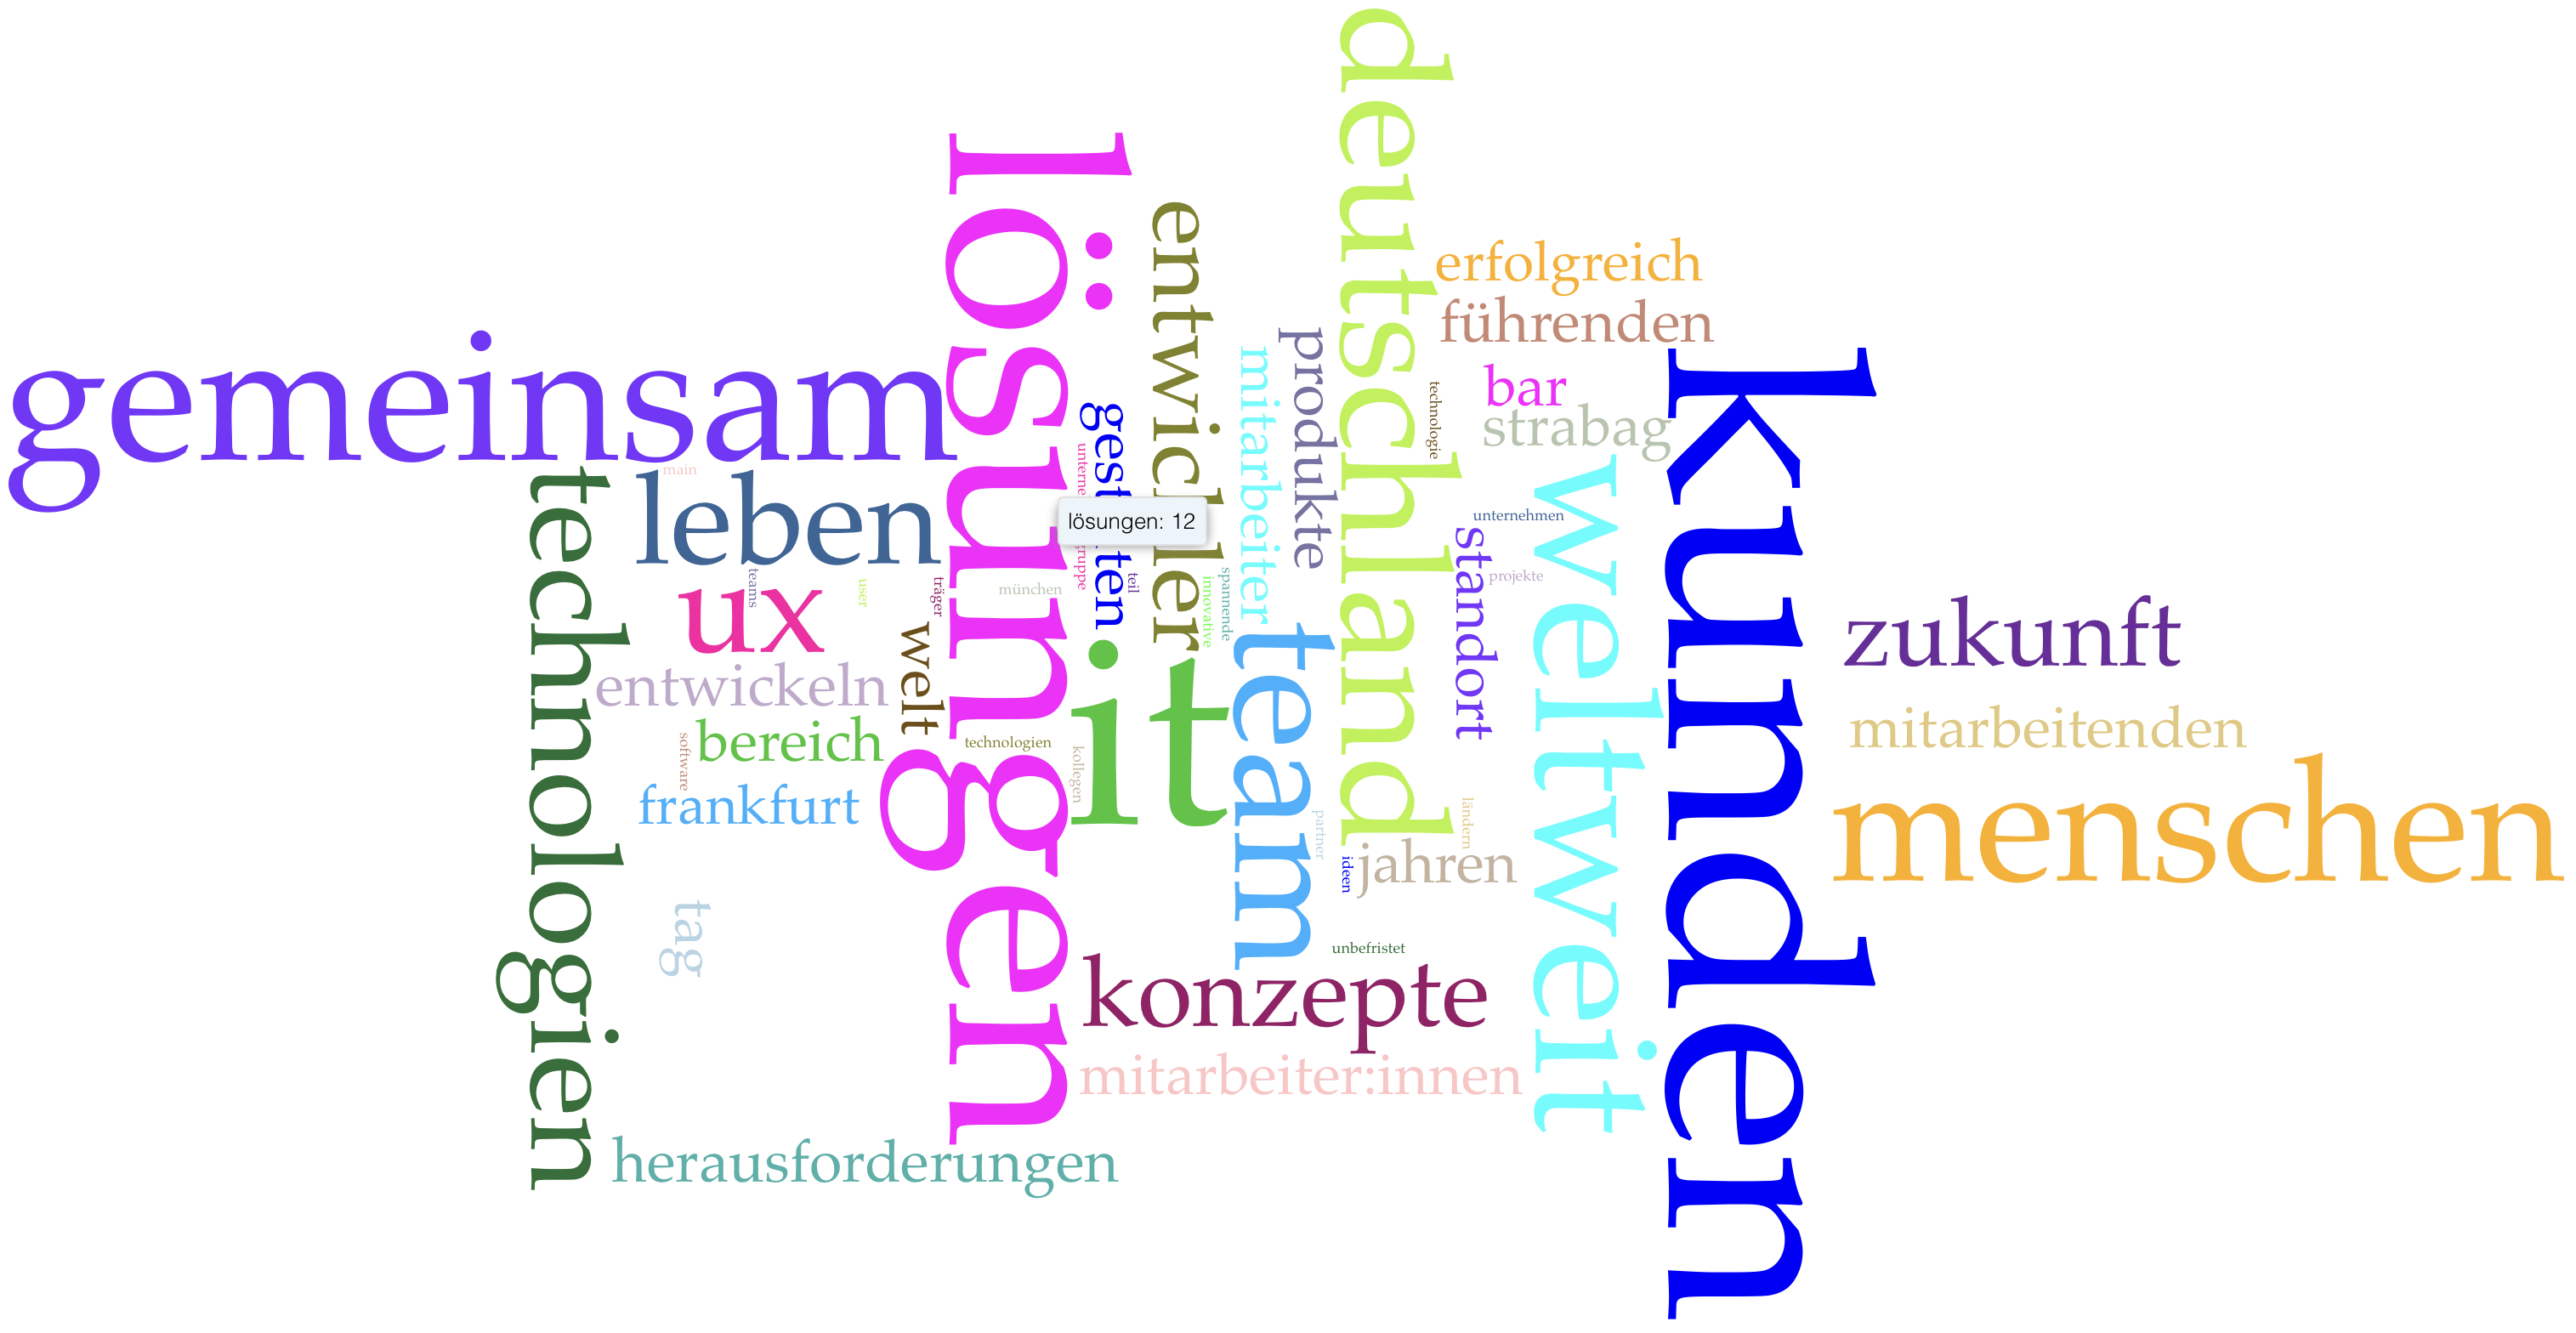 deutschland
lösungen
entwickler
erfolgreich
führenden
gemeinsam
produkte
mitarbeiter
kunden
bar
technologie
strabag
gestalten
weltweit
main
technologien
leben
lösungen: 12
unternehmen
standort
teams
user
träger
münchen
teil
innovative
spannende
projekte
ux
welt
zukunft
it
team
entwickeln
mitarbeitenden
bereich
software
technologien
kollegen
menschen
frankfurt
partner
ländern
ideen
jahren
tag
unbefristet
konzepte
mitarbeiter:innen
herausforderungen